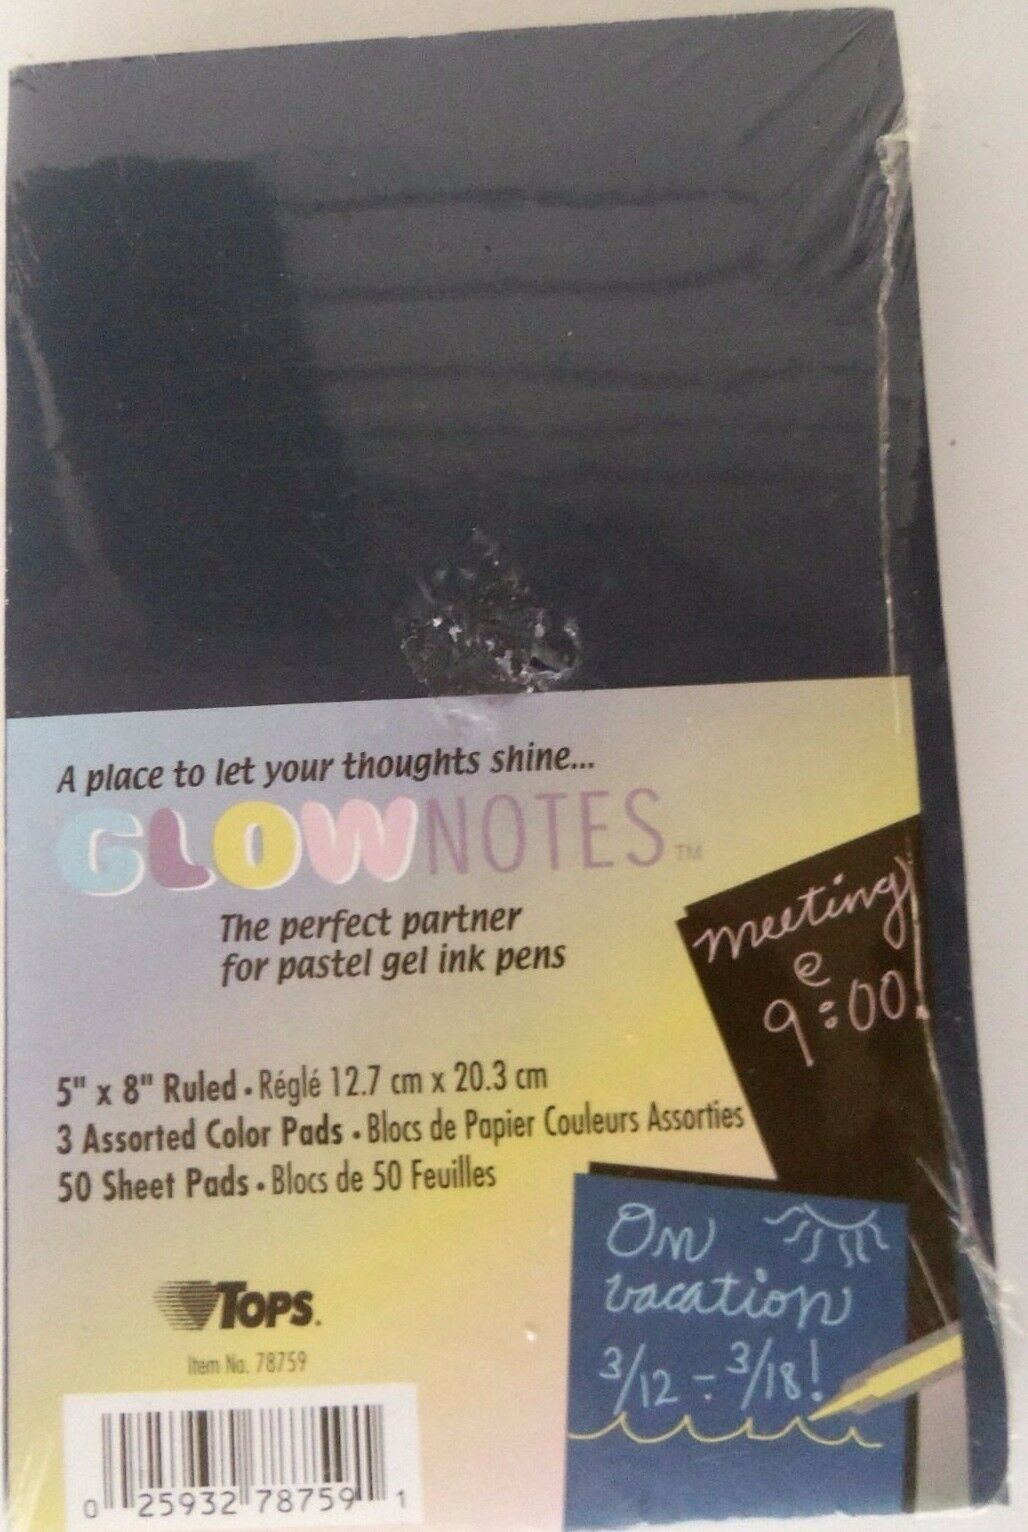 A place to let your thoughts shine...
GLOWNOTES™
The perfect partner
for pastel gel ink pens
meeting
@
9:00!
5" x 8" Ruled • Réglé 12.7 cm x 20.3 cm
3 Assorted Color Pads • Blocs de Papier Couleurs Assorties
50 Sheet Pads • Blocs de 50 Feuilles
On
vacation
3/12 - 3/18!
TOPS.
Item No. 78759
0 25932 78759 1